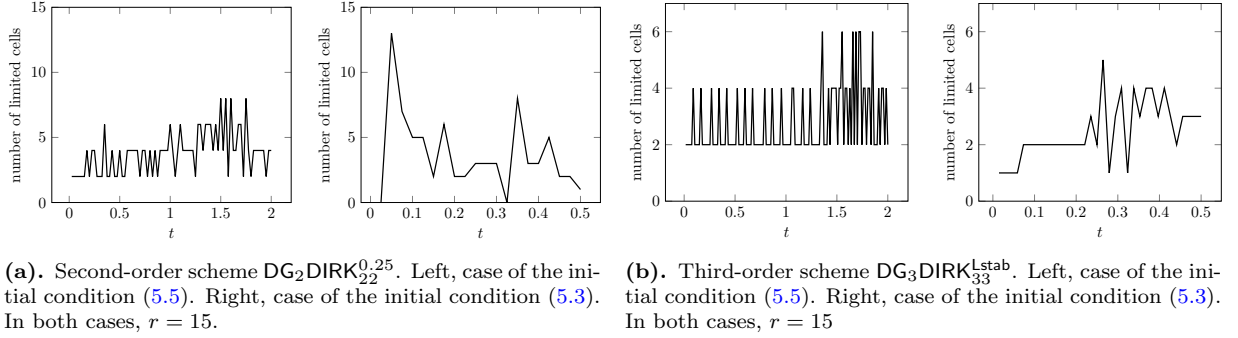 15
10
5
0
number of limited cells
0
0.5
1
1.5
2
t
15
10
5
0
number of limited cells
0
0.1
0.2
0.3
0.4
0.5
t
(a). Second-order scheme DG₂DIRK₂₂^0.25. Left, case of the ini-
tial condition (5.5). Right, case of the initial condition (5.3).
In both cases, r = 15.
6
4
2
0
number of limited cells
0
0.5
1
1.5
2
t
6
4
2
0
number of limited cells
0
0.1
0.2
0.3
0.4
0.5
t
(b). Third-order scheme DG₃DIRK₃₃^Lstab. Left, case of the ini-
tial condition (5.5). Right, case of the initial condition (5.3).
In both cases, r = 15